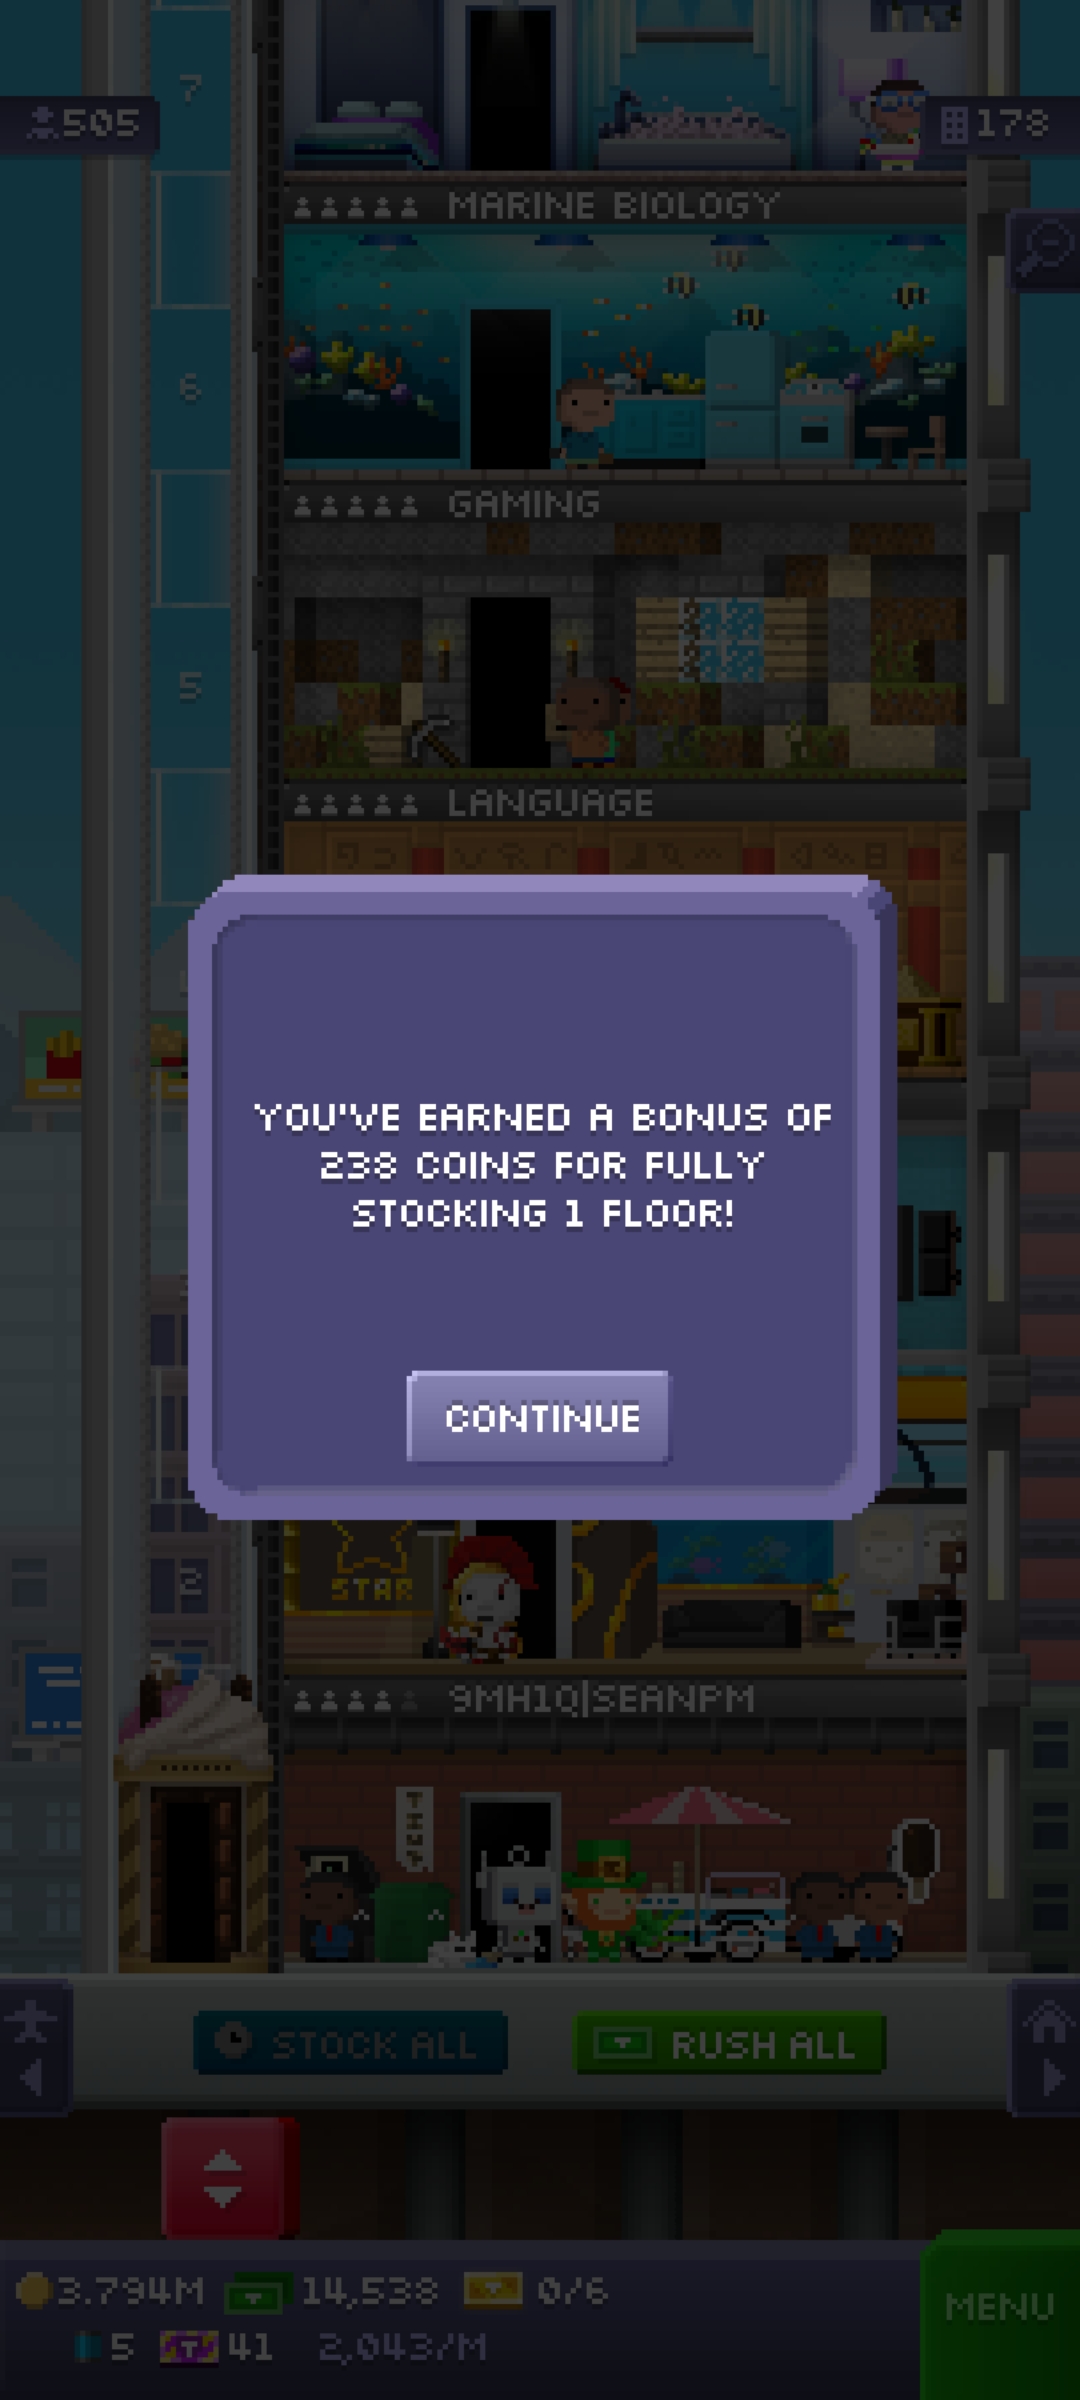 7
505
178
MARINE BIOLOGY
6
GAMING
5
LANGUAGE
YOU'VE EARNED A BONUS OF
238 COINS FOR FULLY
STOCKING 1 FLOOR!
CONTINUE
2
STAR
9MH1Q|SEANPM
STOCK ALL
RUSH ALL
3.794M
14,538
0/6
MENU
5
41
2,043/M